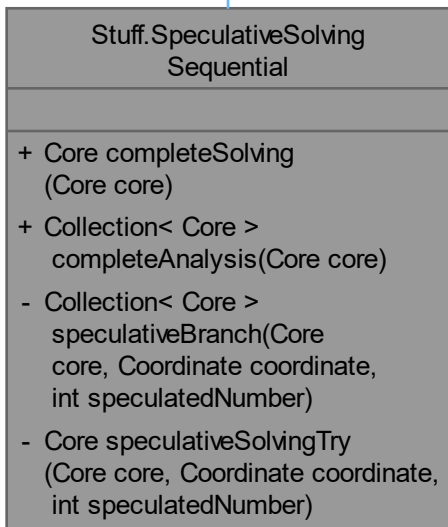 Stuff.SpeculativeSolving
Sequential
+ Core completeSolving
(Core core)
+ Collection< Core >
completeAnalysis(Core core)
- Collection< Core >
speculativeBranch(Core
core, Coordinate coordinate,
int speculatedNumber)
- Core speculativeSolvingTry
(Core core, Coordinate coordinate,
int speculatedNumber)